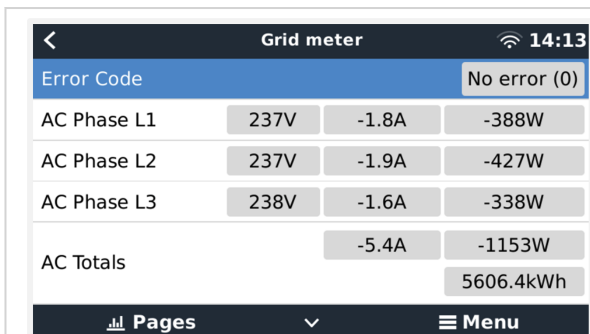 Grid meter 14:13
Error Code No error (0)
AC Phase L1 237V -1.8A -388W
AC Phase L2 237V -1.9A -427W
AC Phase L3 238V -1.6A -338W
AC Totals -5.4A -1153W
5606.4kWh
Pages Menu